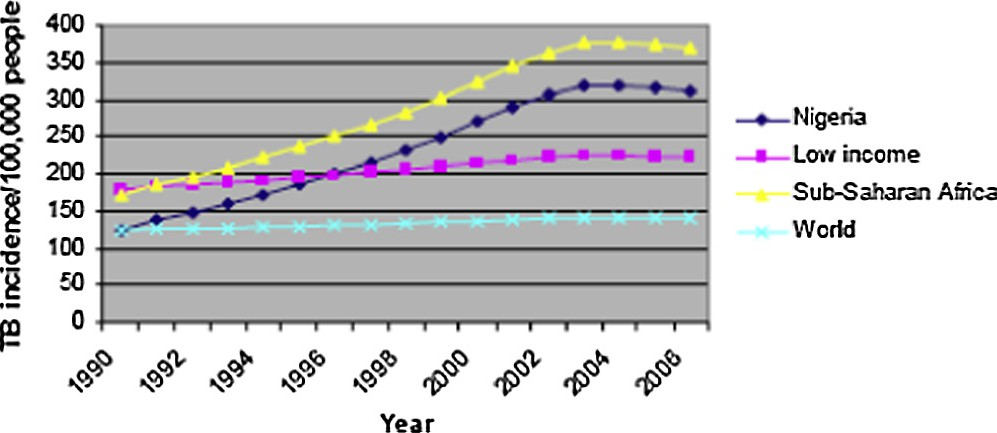 TB incidence/100,000 people
400
350
300
250
200
150
100
50
0
1990 1992 1994 1996 1998 2000 2002 2004 2008
Year
Nigeria
Low income
Sub-Saharan Africa
World